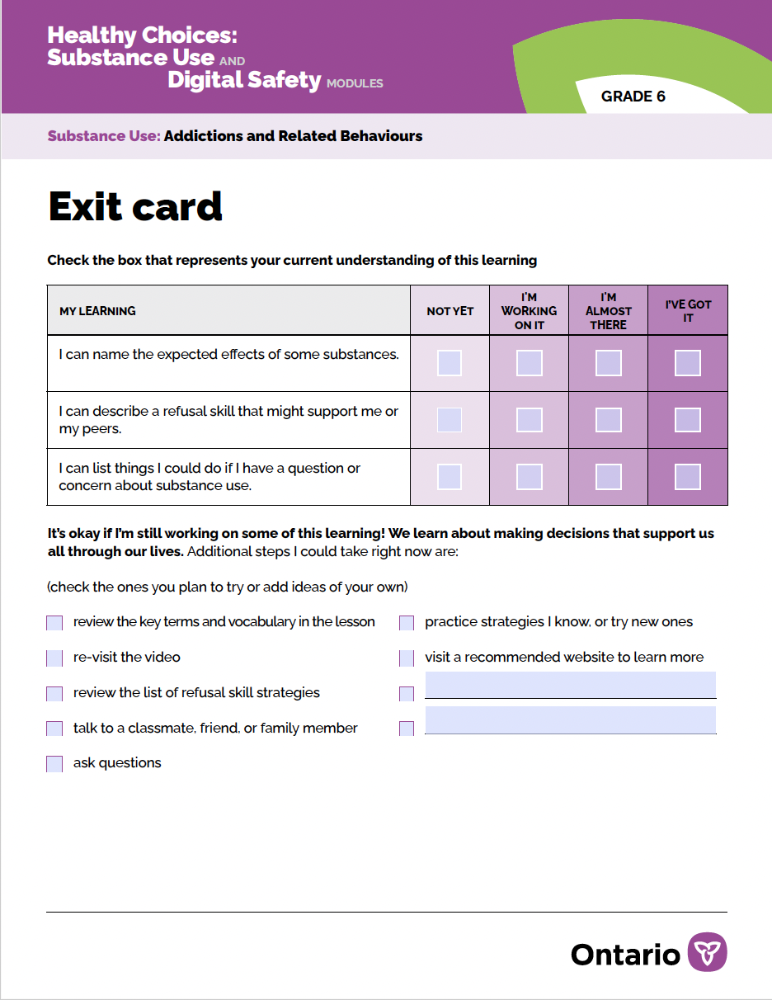 Healthy Choices:
Substance Use AND
Digital Safety MODULES
GRADE 6
Substance Use: Addictions and Related Behaviours
Exit card
Check the box that represents your current understanding of this learning
MY LEARNING
NOT YET
I'M
WORKING
ON IT
I'M
ALMOST
THERE
I'VE GOT
IT
I can name the expected effects of some substances.
I can describe a refusal skill that might support me or
my peers.
I can list things I could do if I have a question or
concern about substance use.
It's okay if I'm still working on some of this learning! We learn about making decisions that support us
all through our lives. Additional steps I could take right now are:
(check the ones you plan to try or add ideas of your own)
review the key terms and vocabulary in the lesson
re-visit the video
review the list of refusal skill strategies
talk to a classmate, friend, or family member
ask questions
practice strategies I know, or try new ones
visit a recommended website to learn more
Ontario